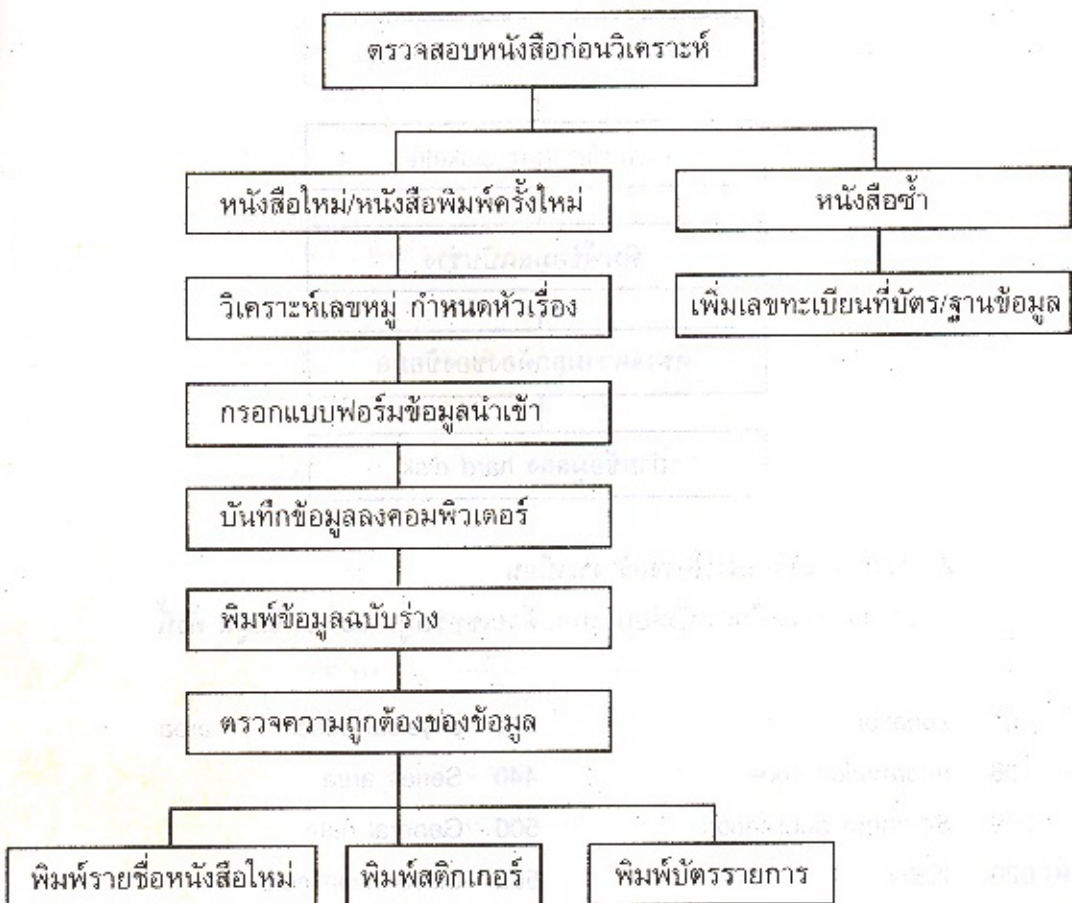 ตรวจสอบหนังสือก่อนวิเคราะห์
หนังสือใหม่/หนังสือพิมพ์ครั้งใหม่
หนังสือซ้ำ
วิเคราะห์เลขหมู่ กำหนดหัวเรื่อง
เพิ่มเลขทะเบียนที่บัตร/ฐานข้อมูล
กรอกแบบฟอร์มข้อมูลนำเข้า
บันทึกข้อมูลลงคอมพิวเตอร์
พิมพ์ข้อมูลฉบับร่าง
ตรวจความถูกต้องของข้อมูล
พิมพ์รายชื่อหนังสือใหม่
พิมพ์สติกเกอร์
พิมพ์บัตรรายการ